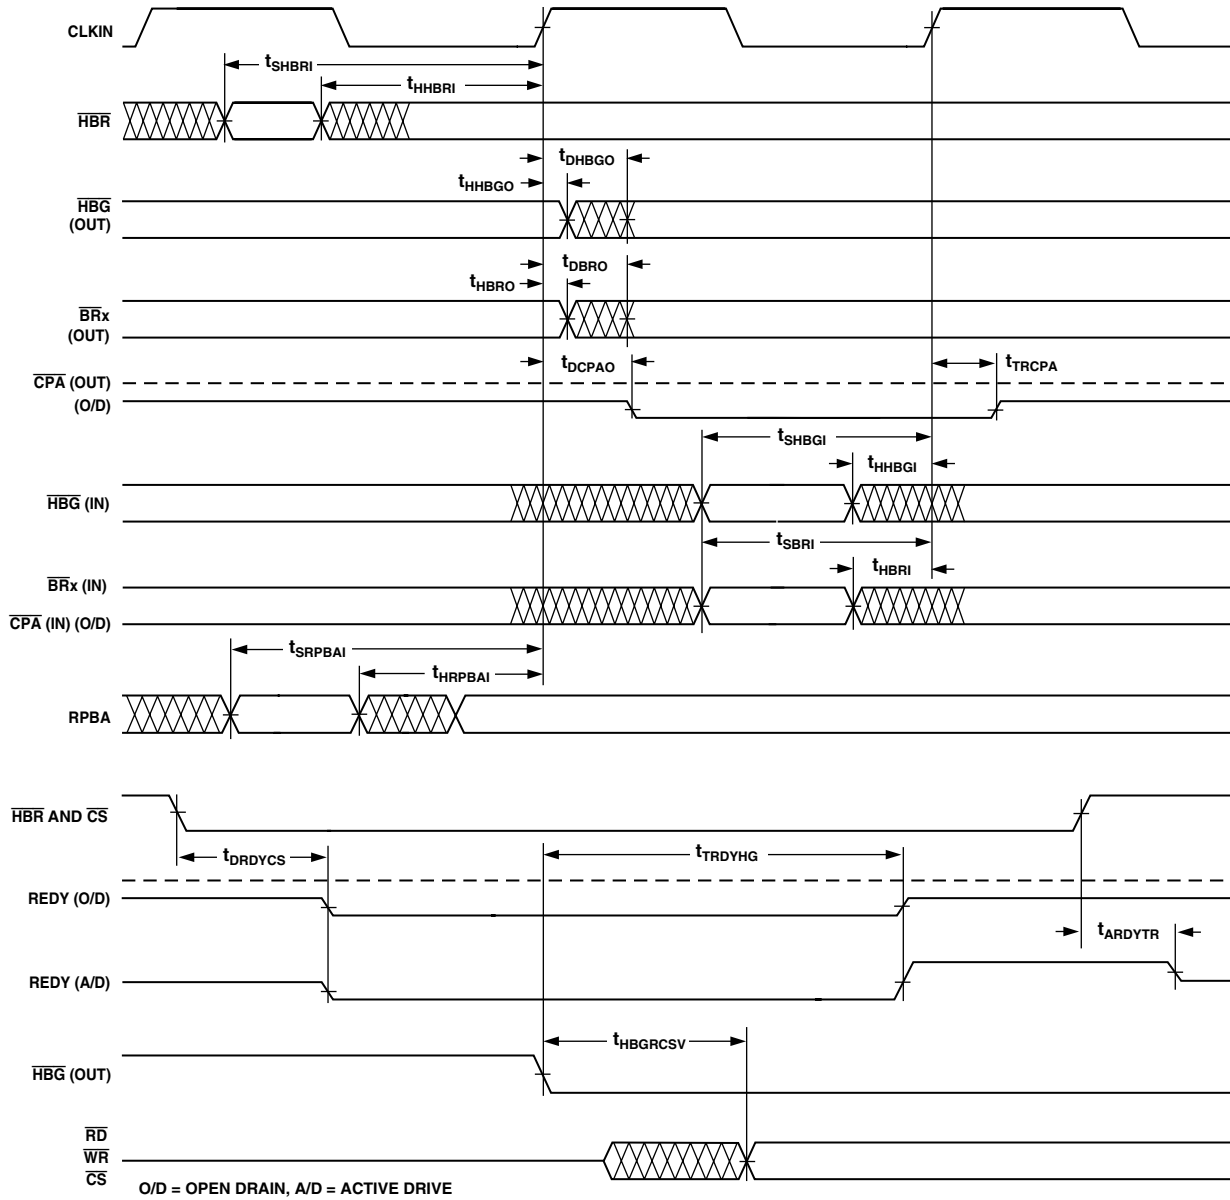 CLKIN
tSHBRI
tHHBRI
HBR
tDHBGO
tHHBGO
HBG
(OUT)
tDBRO
tHBRO
BRx
(OUT)
tDCPAO
tTRCPA
CPA (OUT)
(O/D)
tSHBGI
tHHBGI
HBG (IN)
tSBRI
tHBRI
BRx (IN)
CPA (IN) (O/D)
tSRPBAI
tHRPBAI
RPBA
HBR AND CS
tDRDYCS
tTRDYHG
REDY (O/D)
tARDYTR
REDY (A/D)
tHBGRCSV
HBG (OUT)
RD
WR
CS
O/D = OPEN DRAIN, A/D = ACTIVE DRIVE